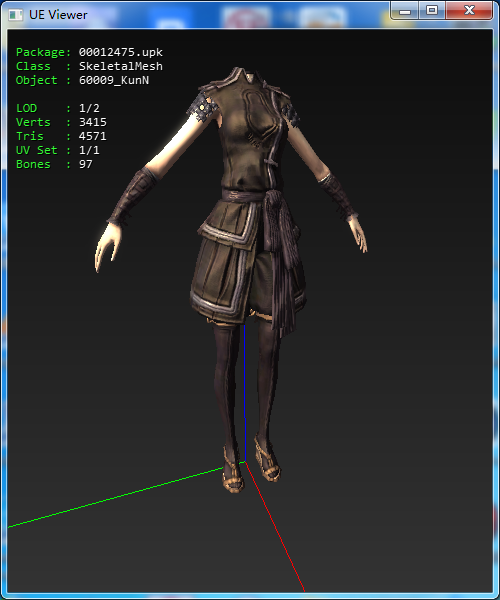 UE Viewer
Package: 00012475.upk
Class  : SkeletalMesh
Object : 60009_KunN
LOD    : 1/2
Verts  : 3415
Tris   : 4571
UV Set : 1/1
Bones  : 97